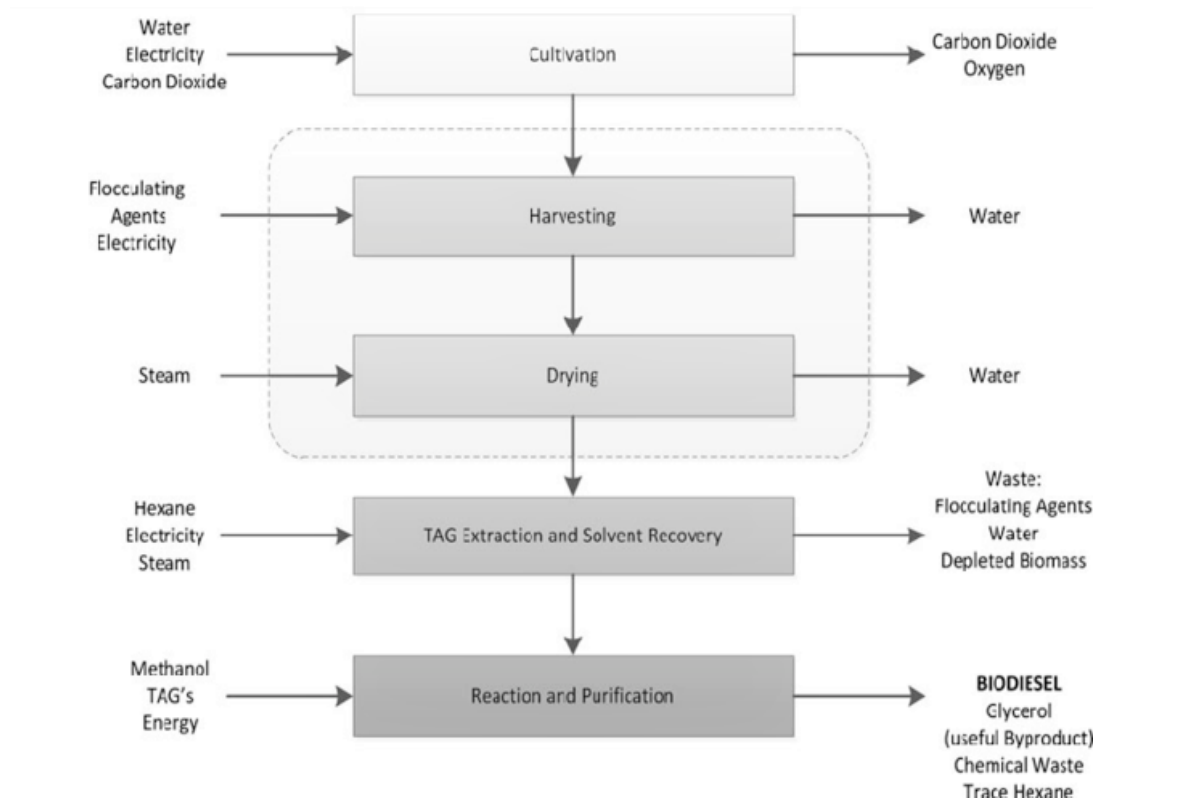 Water
Electricity
Carbon Dioxide
Cultivation
Carbon Dioxide
Oxygen
Flocculating
Agents
Electricity
Harvesting
Water
Steam
Drying
Water
Hexane
Electricity
Steam
TAG Extraction and Solvent Recovery
Waste:
Flocculating Agents
Water
Depleted Biomass
Methanol
TAG's
Energy
Reaction and Purification
BIODIESEL
Glycerol
(useful Byproduct)
Chemical Waste
Trace Hexane